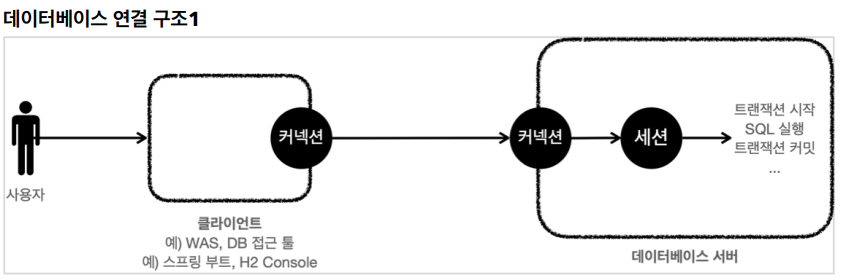 데이터베이스 연결 구조1
사용자
커넥션
클라이언트
예) WAS, DB 접근 툴
예) 스프링 부트, H2 Console
커넥션
세션
트랜잭션 시작
SQL 실행
트랜잭션 커밋
...
데이터베이스 서버